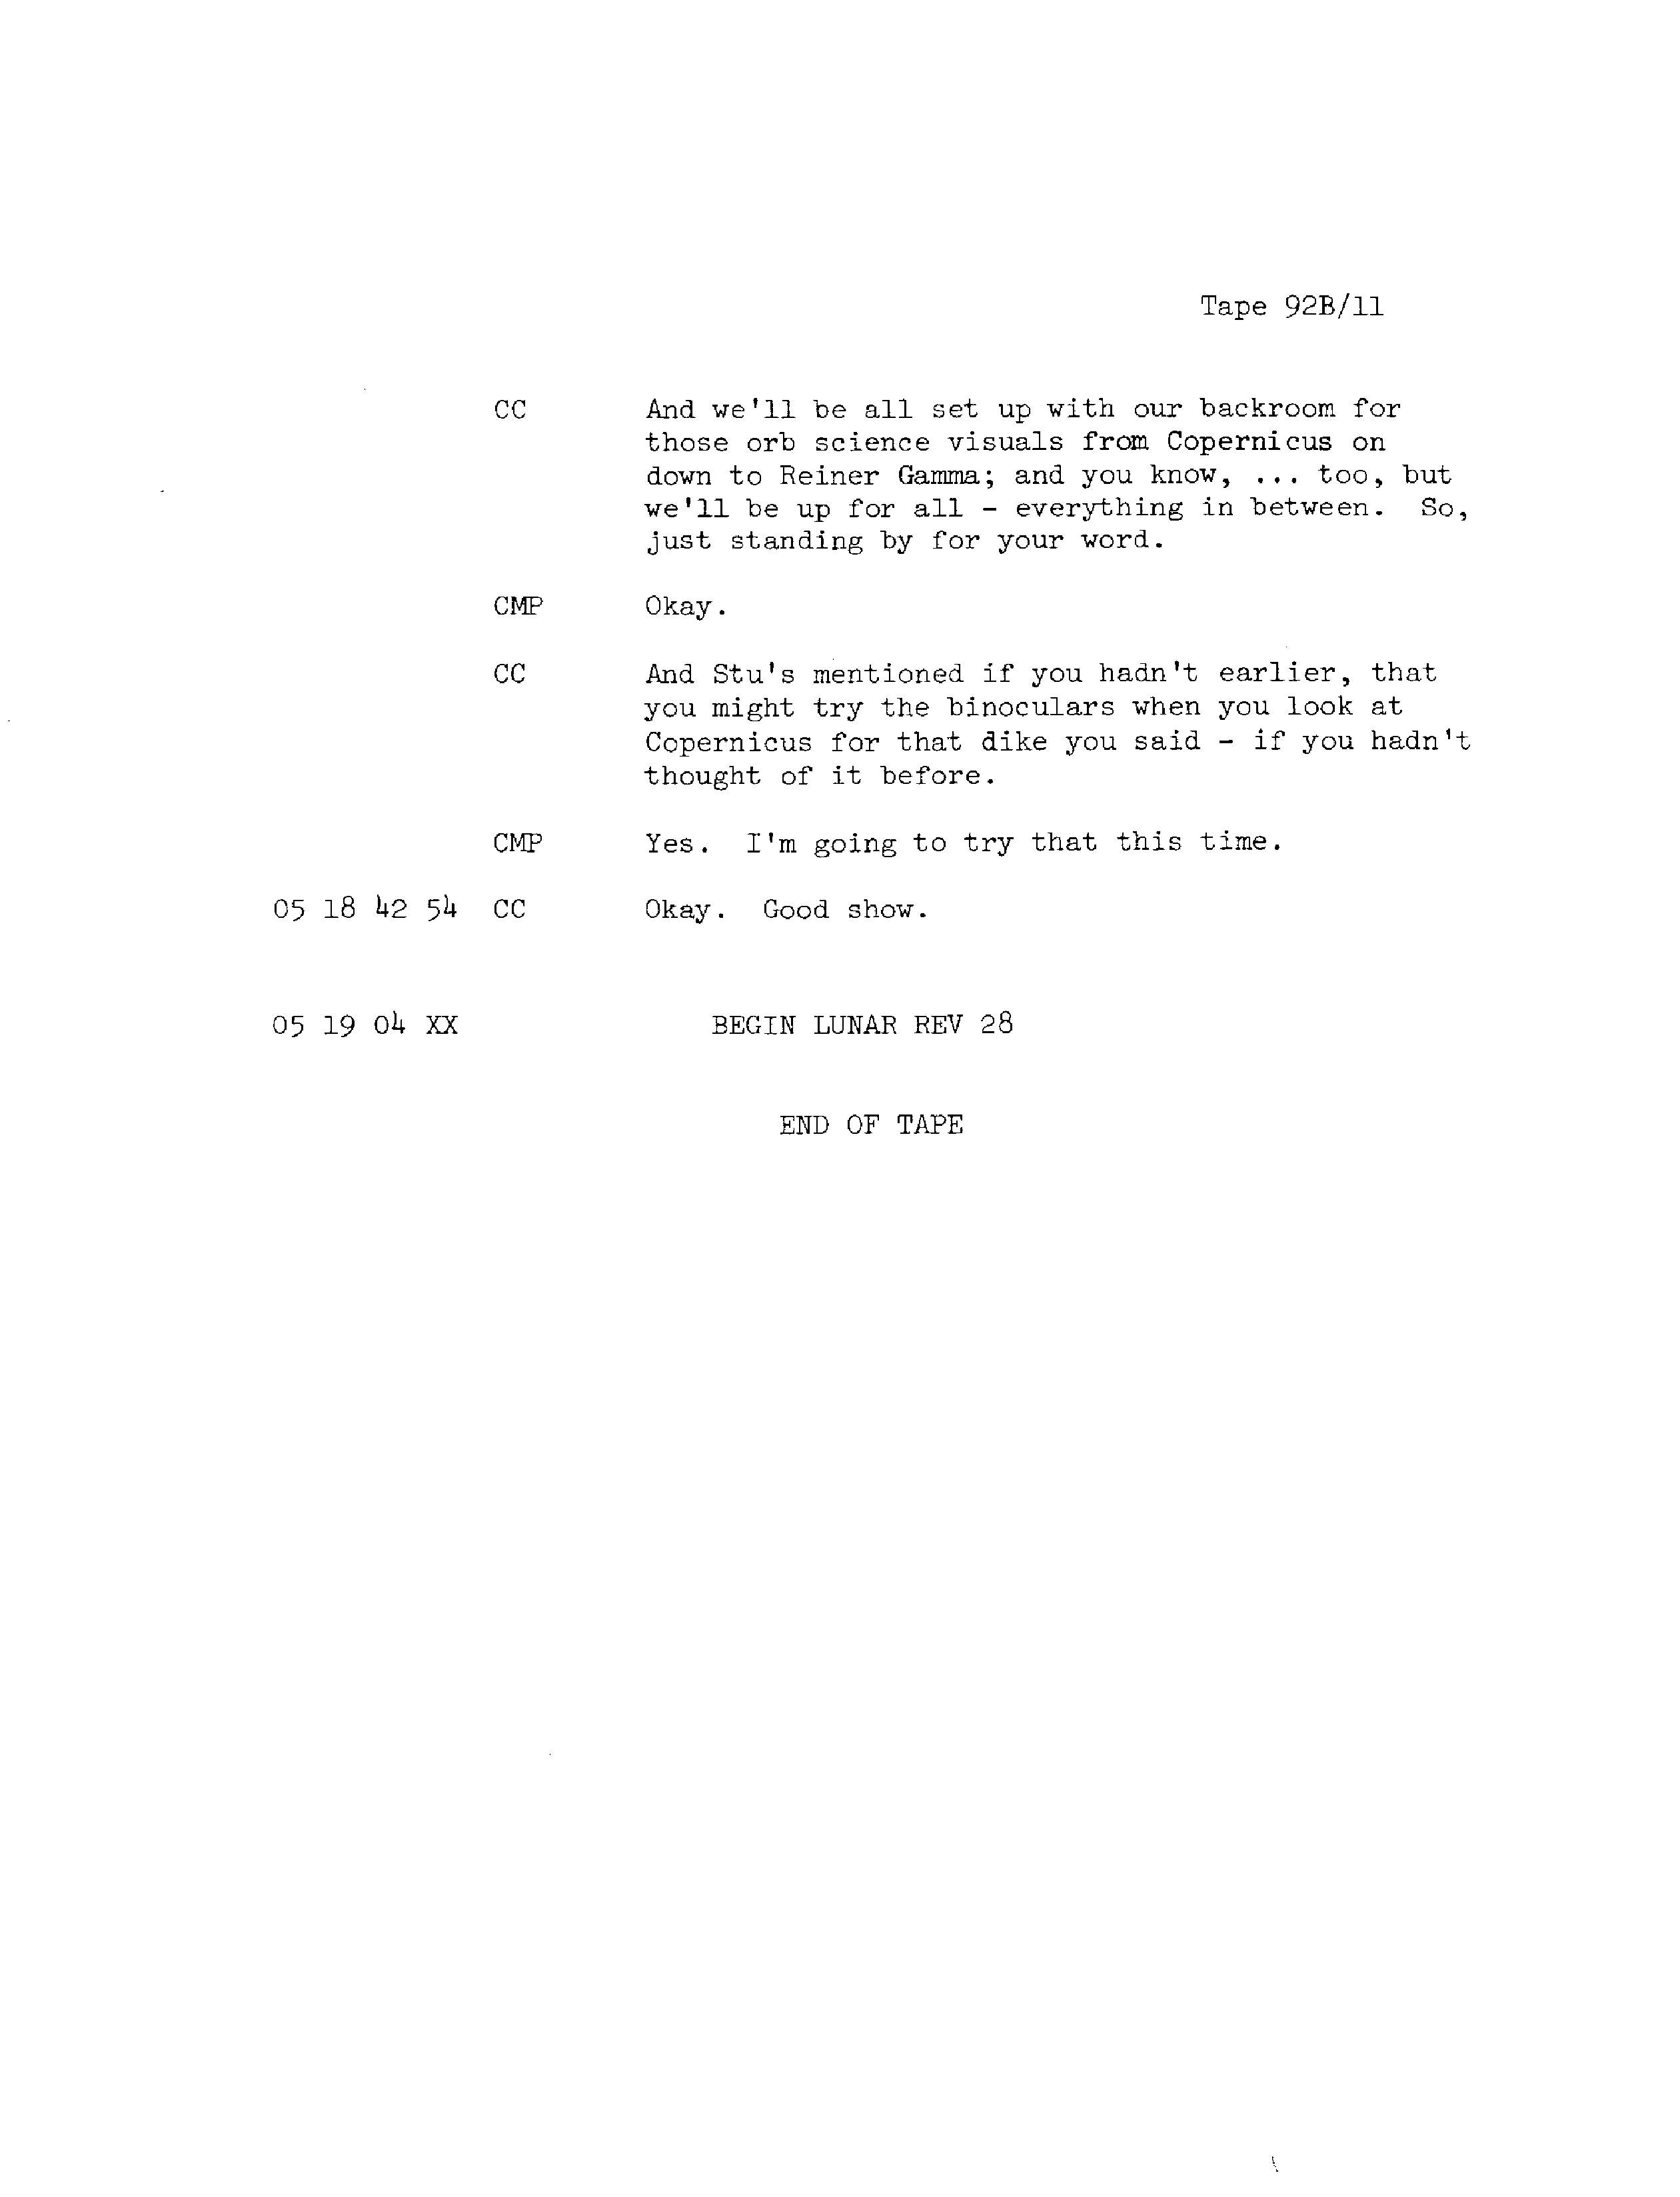 Tape 92B/11
CC And we'll be all set up with our backroom for
those orb science visuals from Copernicus on
down to Reiner Gamma; and you know, ... too, but
we'll be up for all - everything in between. So,
just standing by for your word.
CMP Okay.
CC And Stu's mentioned if you hadn't earlier, that
you might try the binoculars when you look at
Copernicus for that dike you said - if you hadn't
thought of it before.
CMP Yes. I'm going to try that this time.
05 18 42 54 CC Okay. Good show.
05 19 04 XX BEGIN LUNAR REV 28
END OF TAPE